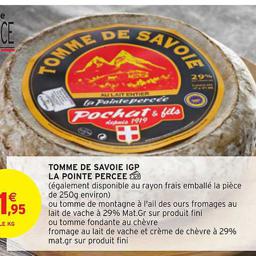 CE
TOMME DE SAVOIE
29%
AU LAIT ENTIER
la Pointe percée
Pochat & fils
depuis 1919
1€,95
LE KG
TOMME DE SAVOIE IGP
LA POINTE PERCEE
(également disponible au rayon frais emballé la pièce
de 250g environ)
ou tomme de montagne à l'ail des ours fromages au
lait de vache à 29% Mat.Gr sur produit fini
ou tomme fondante au chèvre
fromage au lait de vache et crème de chèvre à 29%
mat.gr sur produit fini